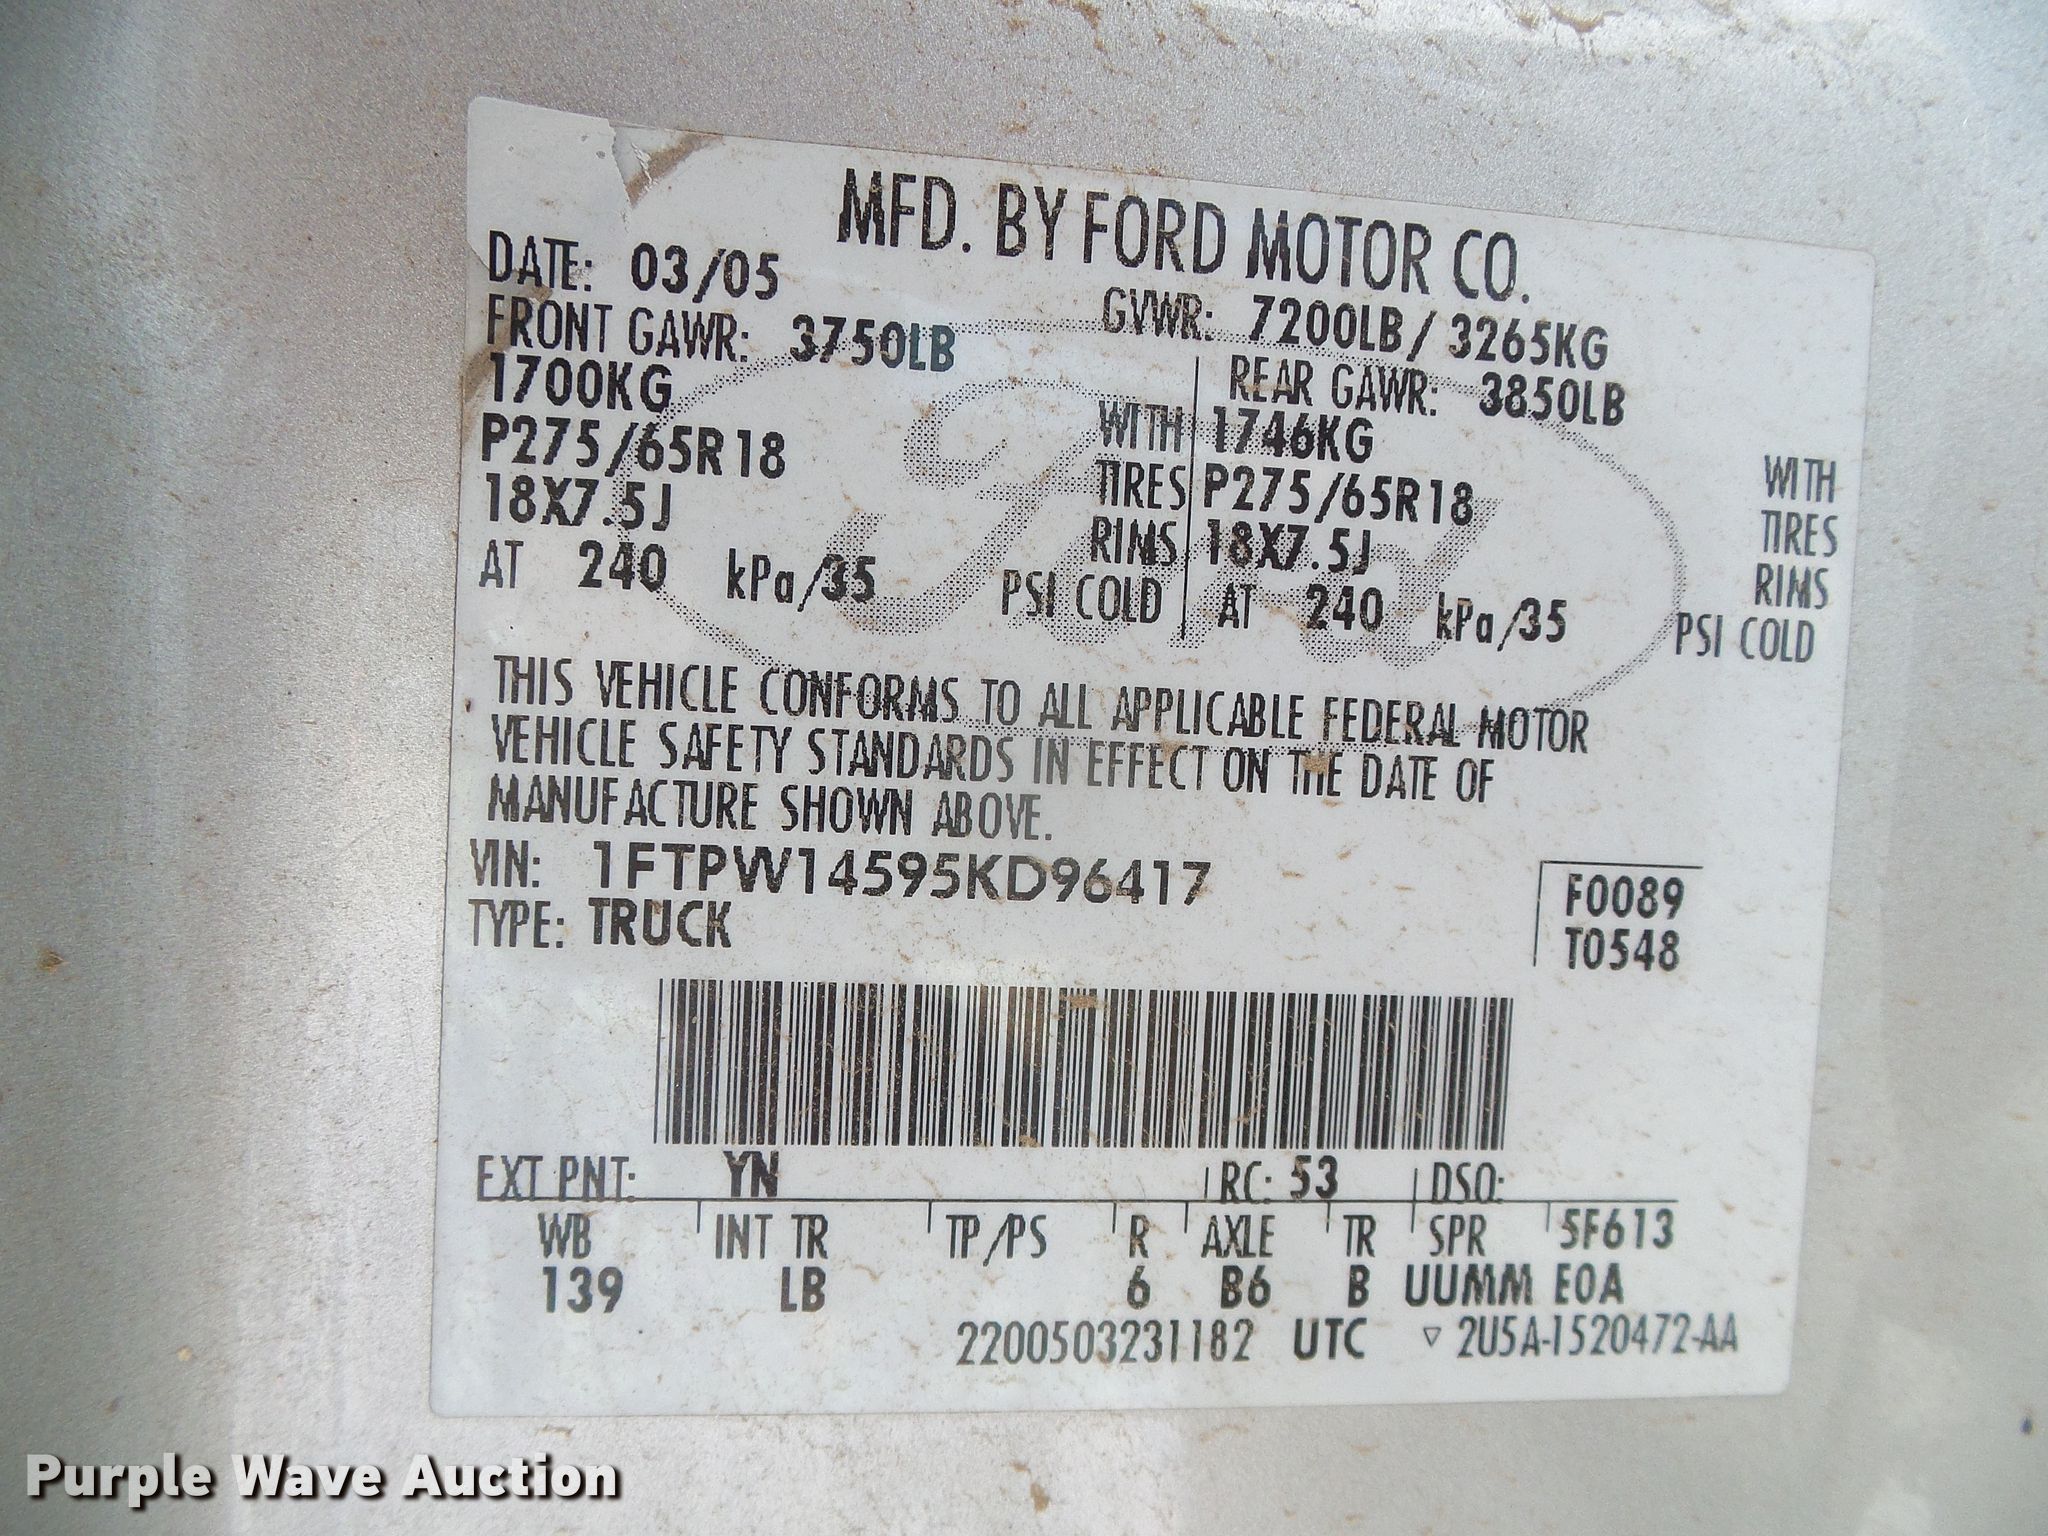 MFD. BY FORD MOTOR CO.
DATE: 03/05
GVWR: 7200LB/3265KG
FRONT GAWR: 3750LB
1700KG WITH
P275/65R18 TIRES
18X7.5J RIMS
AT 240 kPa/35 PSI COLD
REAR GAWR: 3850LB
1746KG WITH
P275/65R18 TIRES
18X7.5J RIMS
AT 240 kPa/35 PSI COLD
Ford
THIS VEHICLE CONFORMS TO ALL APPLICABLE FEDERAL MOTOR
VEHICLE SAFETY STANDARDS IN EFFECT ON THE DATE OF
MANUFACTURE SHOWN ABOVE.
VIN: 1FTPW14595KD96417
TYPE: TRUCK
F0089
T0548
EXT PNT: YN RC: 53 DSO:
WB INT TR TP/PS R AXLE TR SPR 5F613
139 LB 6 B6 B UUMM E0A
2200503231182 UTC ▽ 2U5A-1520472-AA
Purple Wave Auction